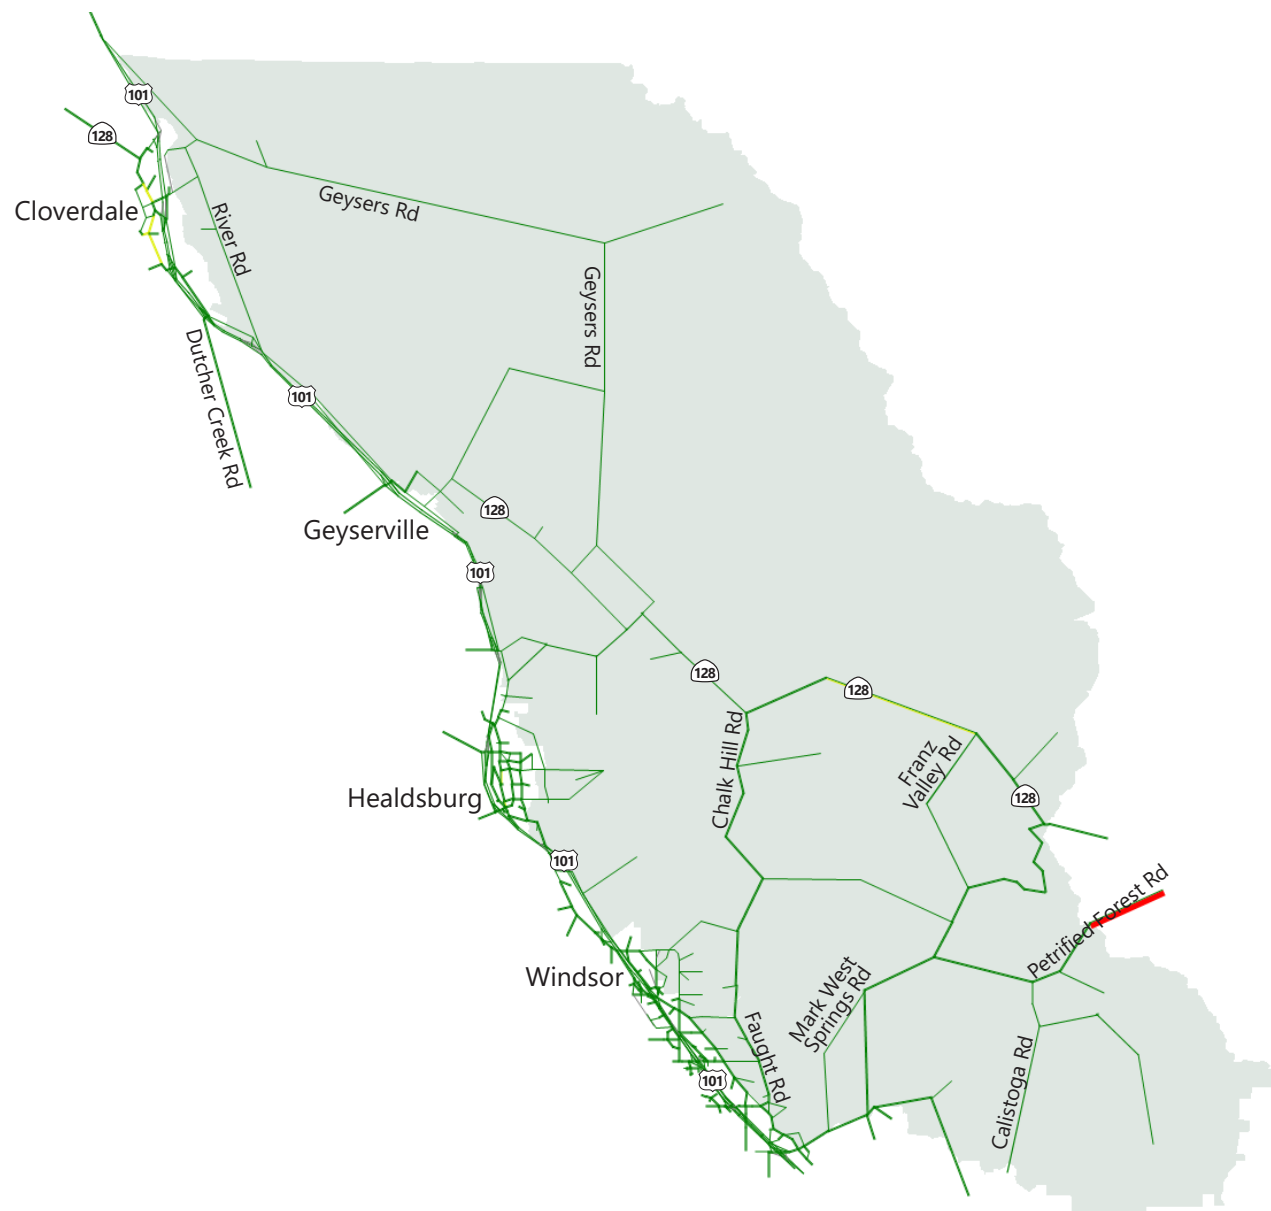 101
128
Cloverdale
Geysers Rd
River Rd
Geysers Rd
Dutcher Creek Rd
101
128
Geyserville
101
128
128
Chalk Hill Rd
Franz
Valley Rd
128
Healdsburg
101
Petrified Forest Rd
Windsor
Mark West
Springs Rd
Faught Rd
101
Calistoga Rd